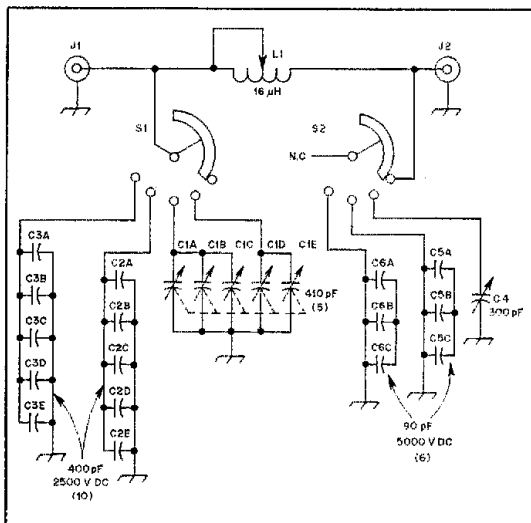 J1
J2
L1
16 µH
S1
S2
N.C
C3A
C3B
C3C
C3D
C3E
C2A
C2B
C2C
C2D
C2E
C1A
C1B
C1C
C1D
C1E
410 pF
(5)
C6A
C6B
C6C
C5A
C5B
C5C
C4
300 pF
400 pF
2500 V DC
(10)
90 pF
5000 V DC
(6)